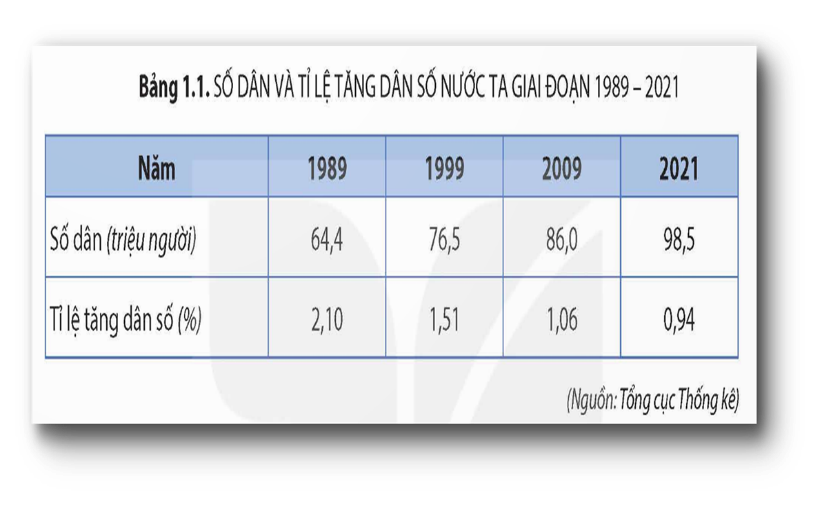 Bảng 1.1. SỐ DÂN VÀ TỈ LỆ TĂNG DÂN SỐ NƯỚC TA GIAI ĐOẠN 1989 – 2021
Năm 1989 1999 2009 2021
Số dân (triệu người) 64,4 76,5 86,0 98,5
Tỉ lệ tăng dân số (%) 2,10 1,51 1,06 0,94
(Nguồn: Tổng cục Thống kê)